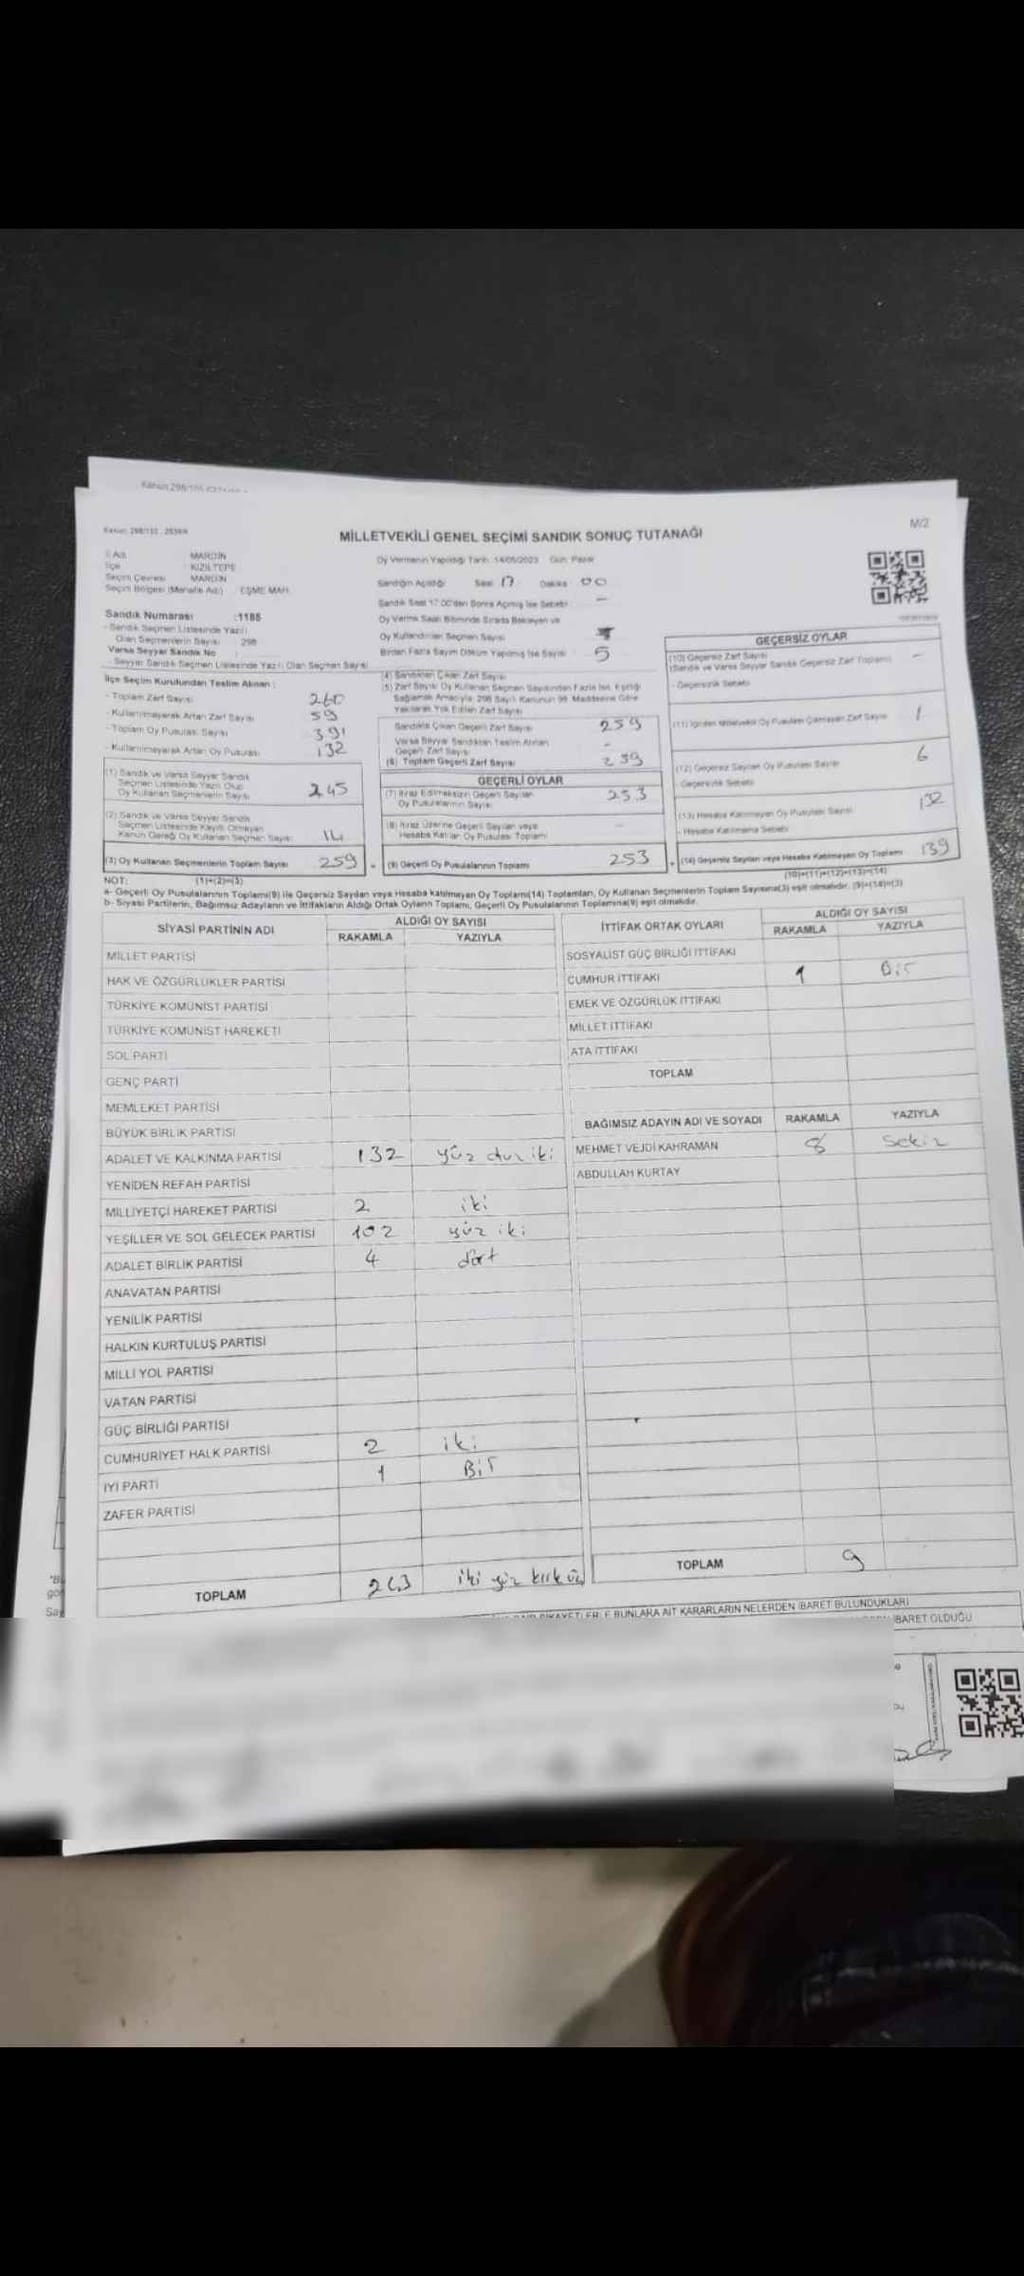 Kanun 298/105
Kanun: 298/105
MİLLETVEKİLİ GENEL SEÇİMİ SANDIK SONUÇ TUTANAĞI
M/2
İl Adı : MARDİN
İlçe : KIZILTEPE
Seçim Çevresi : MARDİN
Seçim Bölgesi (Mahalle Adı) : EŞME MAH.
Sandık Numarası :1185
- Sandık Seçmen Listesinde Yazılı
Olan Seçmenlerin Sayısı : 298
Varsa Seyyar Sandık No
- Seyyar Sandık Seçmen Listesinde Yazılı Olan Seçmen Sayısı
Oy Vermenin Yapıldığı Tarih: 14/05/2023 Gün: Pazar
Sandığın Açıldığı Saat 17 Dakika 00
Sandık Saat 17.00'den Sonra Açılmış İse Sebebi : -
Oy Verme Saati Bitiminde Sırada Bekleyen ve
Oy Kullandırılan Seçmen Sayısı
Birden Fazla Sayım Döküm Yapılmış İse Sayısı 5
İlçe Seçim Kurulundan Teslim Alınan :
- Toplam Zarf Sayısı 260
- Kullanılmayarak Artan Zarf Sayısı 59
- Toplam Oy Pusulası Sayısı 391
- Kullanılmayarak Artan Oy Pusulası 132
(1) Sandık ve Varsa Seyyar Sandık
Seçmen Listesinde Yazılı Olup
Oy Kullanan Seçmenlerin Sayısı 245
(2) Sandık ve Varsa Seyyar Sandık
Seçmen Listesinde Kayıtlı Olmayan
Kanun Gereği Oy Kullanan Seçmen Sayısı 14
(3) Oy Kullanan Seçmenlerin Toplam Sayısı 259
(1)+(2)=(3)
(4) Sandıktan Çıkan Zarf Sayısı
(5) Zarf Sayısı Oy Kullanan Seçmen Sayısından Fazla İse, Eşitliği
Sağlamak Amacıyla 298 Sayılı Kanunun 98. Maddesine Göre
Yakılarak Yok Edilen Zarf Sayısı
Sandıkta Çıkan Geçerli Zarf Sayısı 259
Varsa Seyyar Sandıktan Teslim Alınan
Geçerli Zarf Sayısı -
(6) Toplam Geçerli Zarf Sayısı 259
GEÇERLİ OYLAR
(7) İtiraz Edilmeksizin Geçerli Sayılan
Oy Pusulalarının Sayısı 253
(8) İtiraz Üzerine Geçerli Sayılan veya
Hesaba Katılan Oy Pusulası Toplamı -
(9) Geçerli Oy Pusulalarının Toplamı 253
GEÇERSİZ OYLAR
(10) Geçersiz Zarf Sayısı -
(Sandık ve Varsa Seyyar Sandık Geçersiz Zarf Toplamı)
- Geçersizlik Sebebi
(11) İçinden Milletvekili Oy Pusulası Çıkmayan Zarf Sayısı 1
(12) Geçersiz Sayılan Oy Pusulası Sayısı 6
- Geçersizlik Sebebi
(13) Hesaba Katılmayan Oy Pusulası Sayısı 132
- Hesaba Katılmama Sebebi
(14) Geçersiz Sayılan veya Hesaba Katılmayan Oy Toplamı 139
(10)+(11)+(12)+(13)=(14)
NOT:
a- Geçerli Oy Pusulalarının Toplamı(9) ile Geçersiz Sayılan veya Hesaba katılmayan Oy Toplamı(14) Toplamları, Oy Kullanan Seçmenlerin Toplam Sayısına(3) eşit olmalıdır. (9)+(14)=(3)
b- Siyasi Partilerin, Bağımsız Adayların ve İttifakların Aldığı Ortak Oyların Toplamı, Geçerli Oy Pusulalarının Toplamına(9) eşit olmalıdır.
SİYASİ PARTİNİN ADI ALDIĞI OY SAYISI
RAKAMLA YAZIYLA
MİLLET PARTİSİ
HAK VE ÖZGÜRLÜKLER PARTİSİ
TÜRKİYE KOMÜNİST PARTİSİ
TÜRKİYE KOMÜNİST HAREKETİ
SOL PARTİ
GENÇ PARTİ
MEMLEKET PARTİSİ
BÜYÜK BİRLİK PARTİSİ
ADALET VE KALKINMA PARTİSİ 132 yüz otuz iki
YENİDEN REFAH PARTİSİ
MİLLİYETÇİ HAREKET PARTİSİ 2 iki
YEŞİLLER VE SOL GELECEK PARTİSİ 102 yüz iki
ADALET BİRLİK PARTİSİ 4 dört
ANAVATAN PARTİSİ
YENİLİK PARTİSİ
HALKIN KURTULUŞ PARTİSİ
MİLLİ YOL PARTİSİ
VATAN PARTİSİ
GÜÇ BİRLİĞİ PARTİSİ
CUMHURİYET HALK PARTİSİ 2 iki
İYİ PARTİ 1 Bir
ZAFER PARTİSİ
TOPLAM 243 iki yüz kırk üç
İTTİFAK ORTAK OYLARI ALDIĞI OY SAYISI
RAKAMLA YAZIYLA
SOSYALİST GÜÇ BİRLİĞİ İTTİFAKI
CUMHUR İTTİFAKI 1 Bir
EMEK VE ÖZGÜRLÜK İTTİFAKI
MİLLET İTTİFAKI
ATA İTTİFAKI
TOPLAM
BAĞIMSIZ ADAYIN ADI VE SOYADI RAKAMLA YAZIYLA
MEHMET VEJDİ KAHRAMAN 8 Sekiz
ABDULLAH KURTAY
TOPLAM 9
ŞİKAYETLERLE BUNLARA AİT KARARLARIN NELERDEN İBARET BULUNDUKLARI
İBARET OLDUĞU